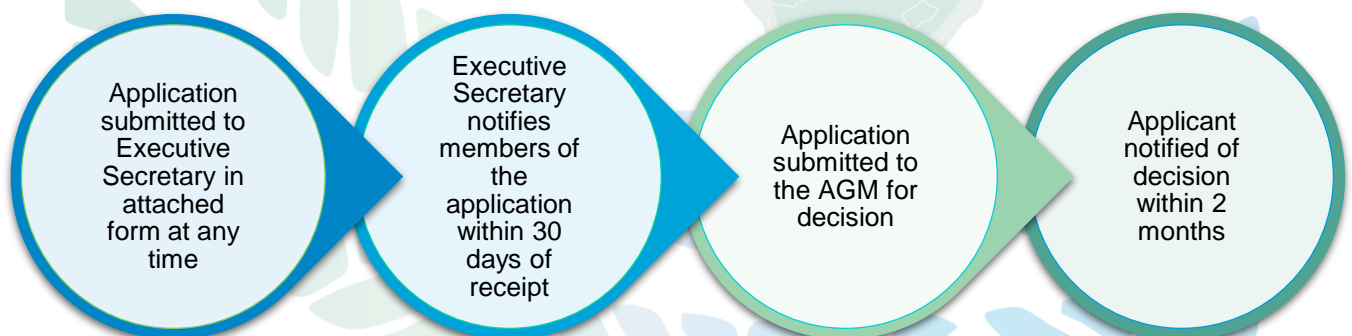 Application
submitted to
Executive
Secretary in
attached
form at any
time
Executive
Secretary
notifies
members of
the
application
within 30
days of
receipt
Application
submitted to
the AGM for
decision
Applicant
notified of
decision
within 2
months